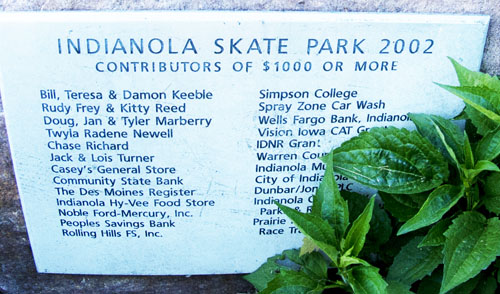 INDIANOLA SKATE PARK 2002
CONTRIBUTORS OF $1000 OR MORE
Bill, Teresa & Damon Keeble
Rudy Frey & Kitty Reed
Doug, Jan & Tyler Marberry
Twyla Radene Newell
Chase Richard
Jack & Lois Turner
Casey's General Store
Community State Bank
The Des Moines Register
Indianola Hy-Vee Food Store
Noble Ford-Mercury, Inc.
Peoples Savings Bank
Rolling Hills FS, Inc.
Simpson College
Spray Zone Car Wash
Wells Fargo Bank,
Vision Iowa CAT
IDNR Grant
Warren
Indianola
City of
Dunbar/
Indianola
&
Prairie
Race